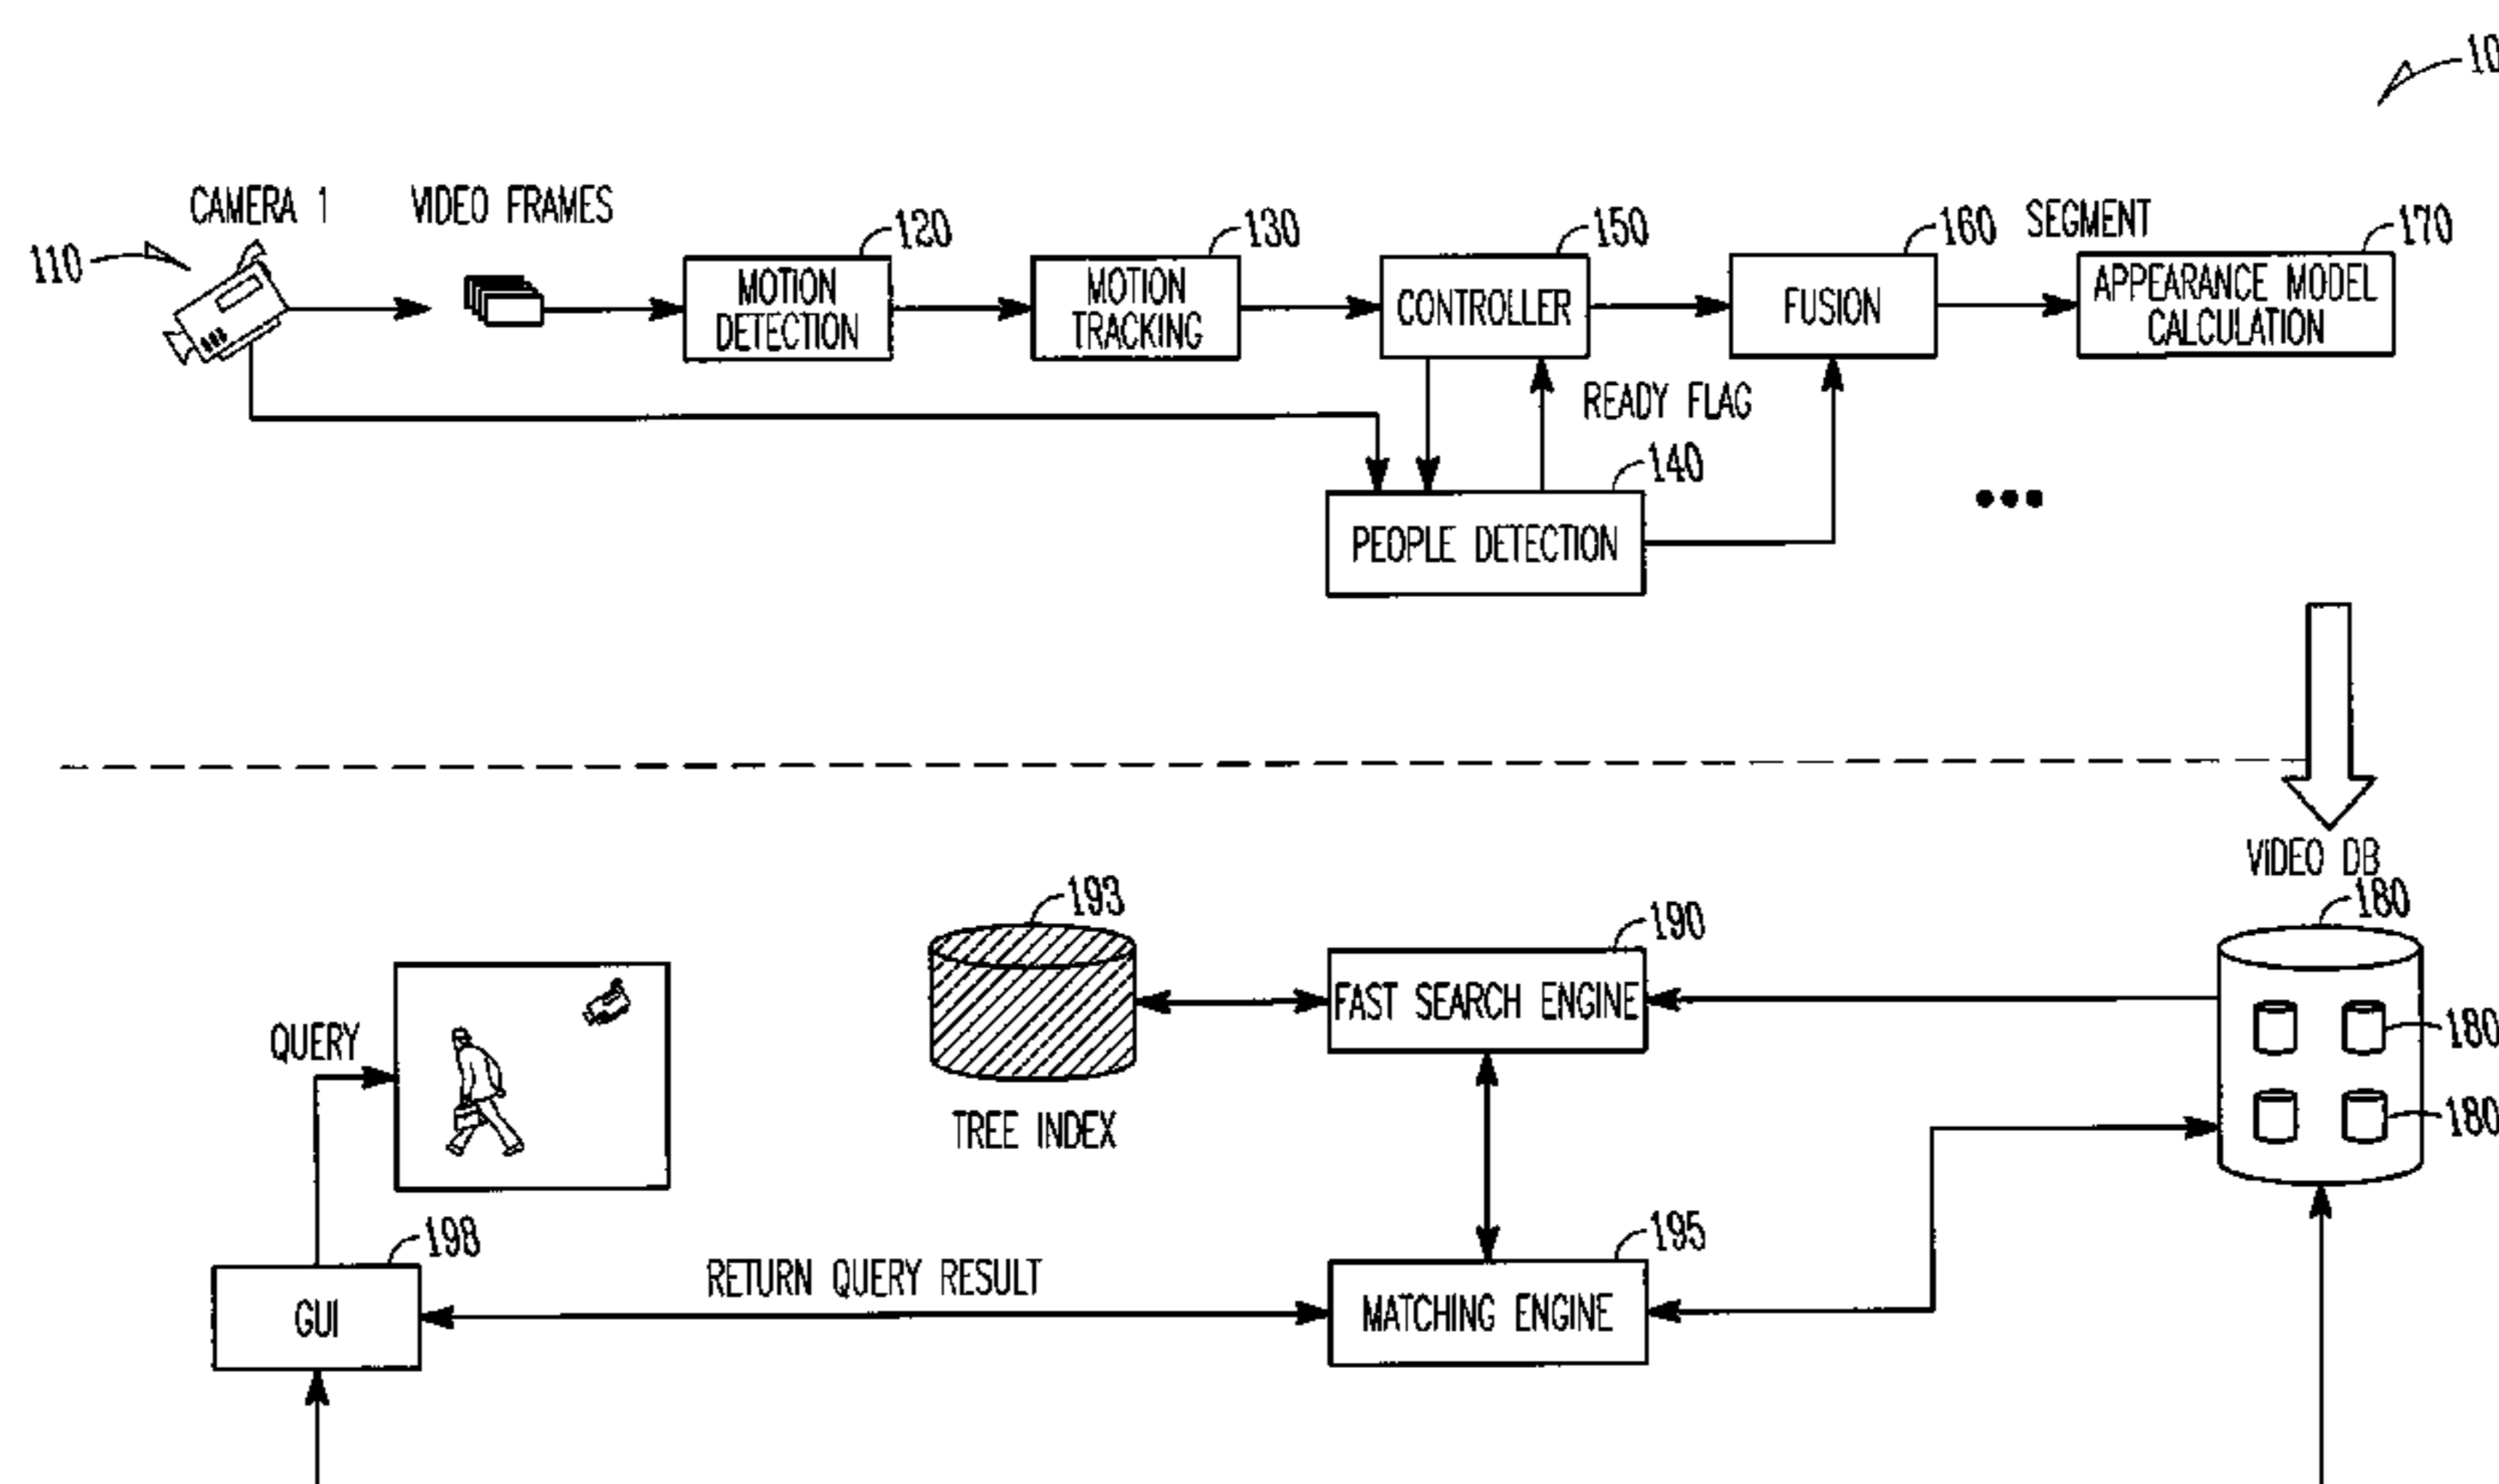 10
CAMERA 1
VIDEO FRAMES
110
120
130
150
160
SEGMENT
170
MOTION
DETECTION
MOTION
TRACKING
CONTROLLER
FUSION
APPEARANCE MODEL
CALCULATION
READY FLAG
140
PEOPLE DETECTION
VIDEO DB
180
193
190
QUERY
FAST SEARCH ENGINE
180
180
TREE INDEX
198
195
RETURN QUERY RESULT
GUI
MATCHING ENGINE